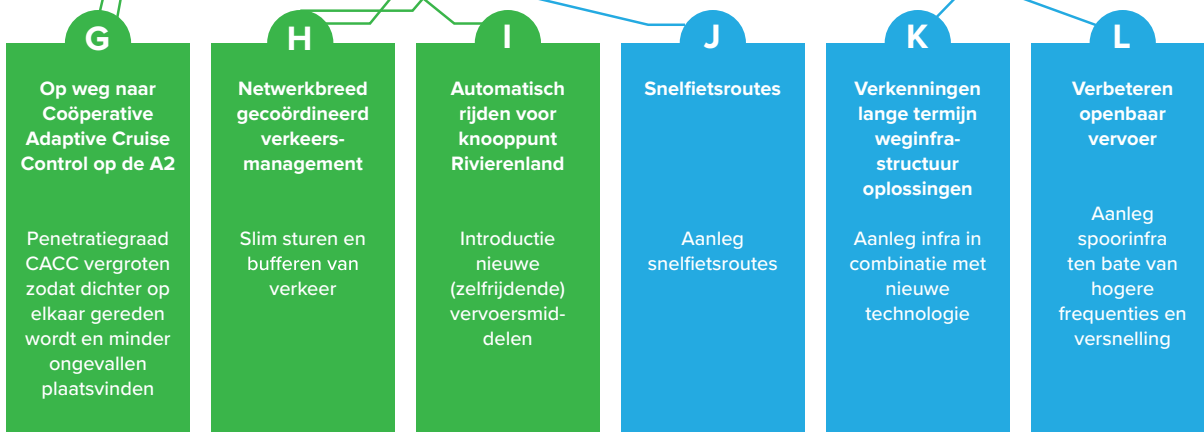 G
Op weg naar
Coöperative
Adaptive Cruise
Control op de A2
Penetratiegraad
CACC vergroten
zodat dichter op
elkaar gereden
wordt en minder
ongevallen
plaatsvinden
H
Netwerkbreed
gecoördineerd
verkeers-
management
Slim sturen en
bufferen van
verkeer
I
Automatisch
rijden voor
knooppunt
Rivierenland
Introductie
nieuwe
(zelfrijdende)
vervoersmid-
delen
J
Snelfietsroutes
Aanleg
snelfietsroutes
K
Verkenningen
lange termijn
weginfra-
structuur
oplossingen
Aanleg infra in
combinatie met
nieuwe
technologie
L
Verbeteren
openbaar
vervoer
Aanleg
spoorinfra
ten bate van
hogere
frequenties en
versnelling